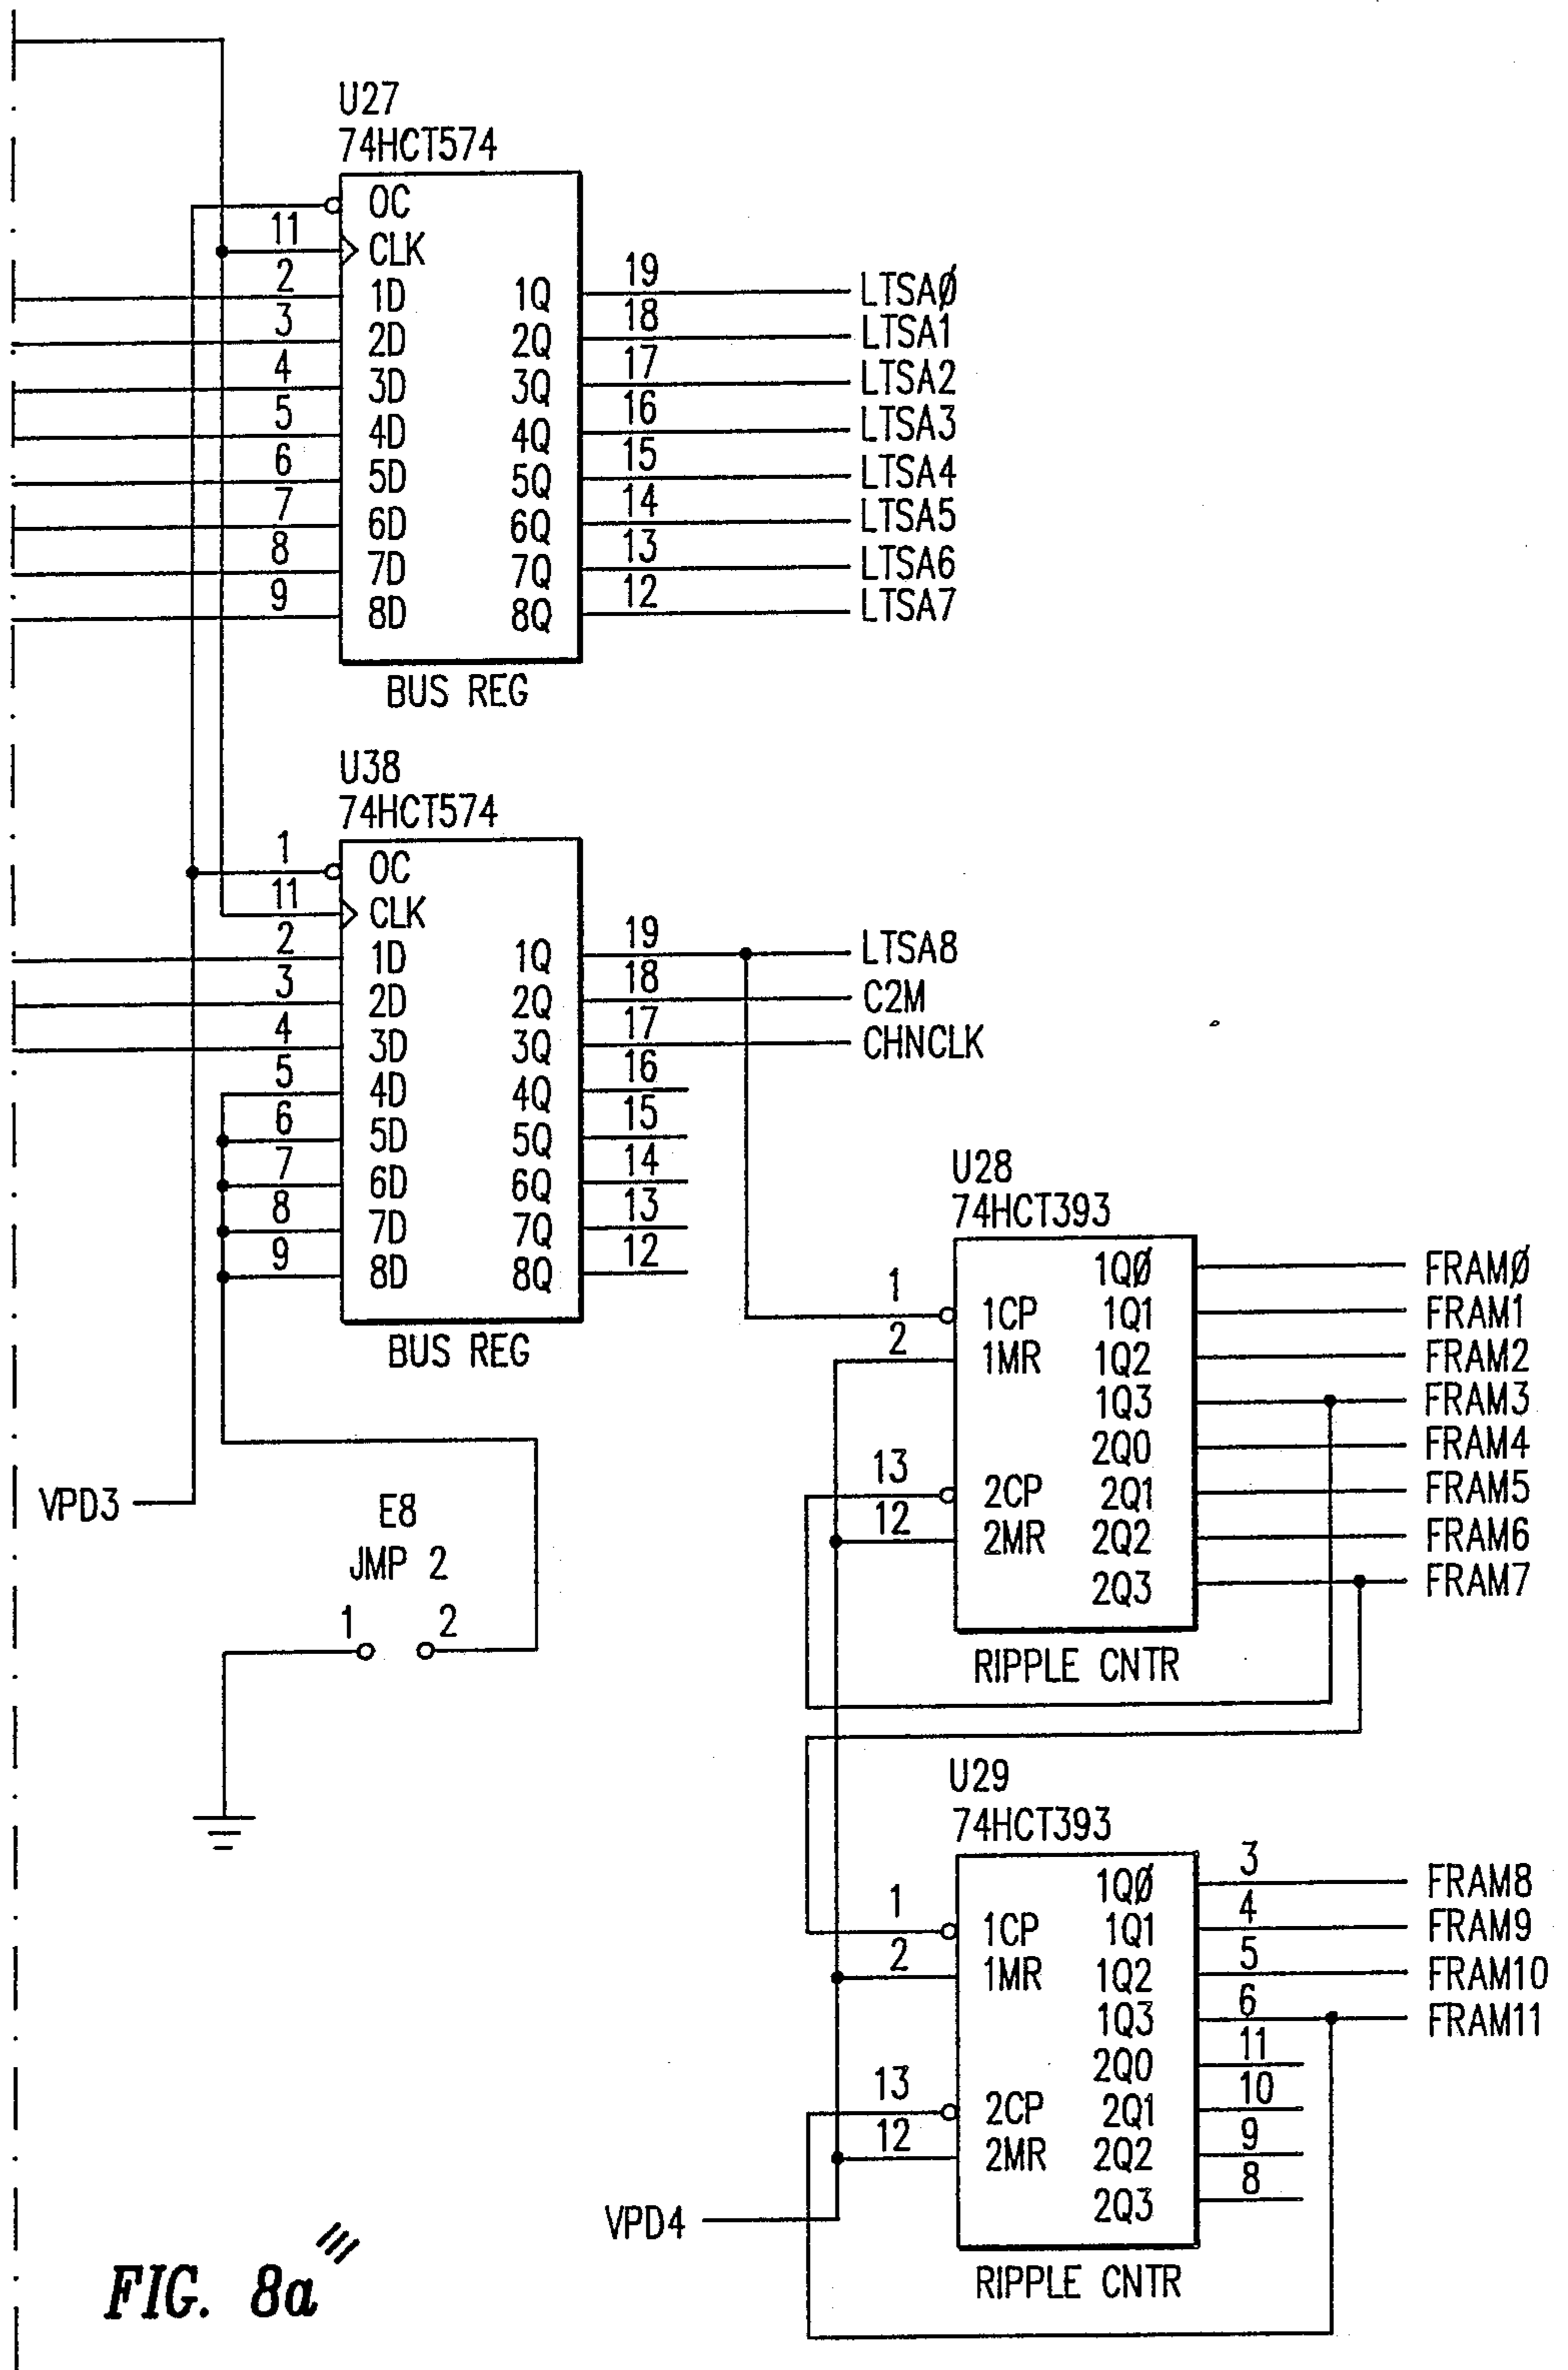 U27
74HCT574
OC
11 CLK
2 1D 1Q 19 LTSAØ
3 2D 2Q 18 LTSA1
4 3D 3Q 17 LTSA2
5 4D 4Q 16 LTSA3
6 5D 5Q 15 LTSA4
7 6D 6Q 14 LTSA5
8 7D 7Q 13 LTSA6
9 8D 8Q 12 LTSA7
BUS REG
U38
74HCT574
1 OC
11 CLK
2 1D 1Q 19 LTSA8
3 2D 2Q 18 C2M
4 3D 3Q 17 CHNCLK
5 4D 4Q 16
6 5D 5Q 15
7 6D 6Q 14
8 7D 7Q 13
9 8D 8Q 12
BUS REG
VPD3
E8
JMP 2
1 2
U28
74HCT393
1QØ FRAMØ
1 1CP 1Q1 FRAM1
2 1MR 1Q2 FRAM2
1Q3 FRAM3
2Q0 FRAM4
13 2CP 2Q1 FRAM5
12 2MR 2Q2 FRAM6
2Q3 FRAM7
RIPPLE CNTR
U29
74HCT393
1QØ 3 FRAM8
1 1CP 1Q1 4 FRAM9
2 1MR 1Q2 5 FRAM10
1Q3 6 FRAM11
2Q0 11
13 2CP 2Q1 10
12 2MR 2Q2 9
2Q3 8
VPD4
RIPPLE CNTR
FIG. 8a'''